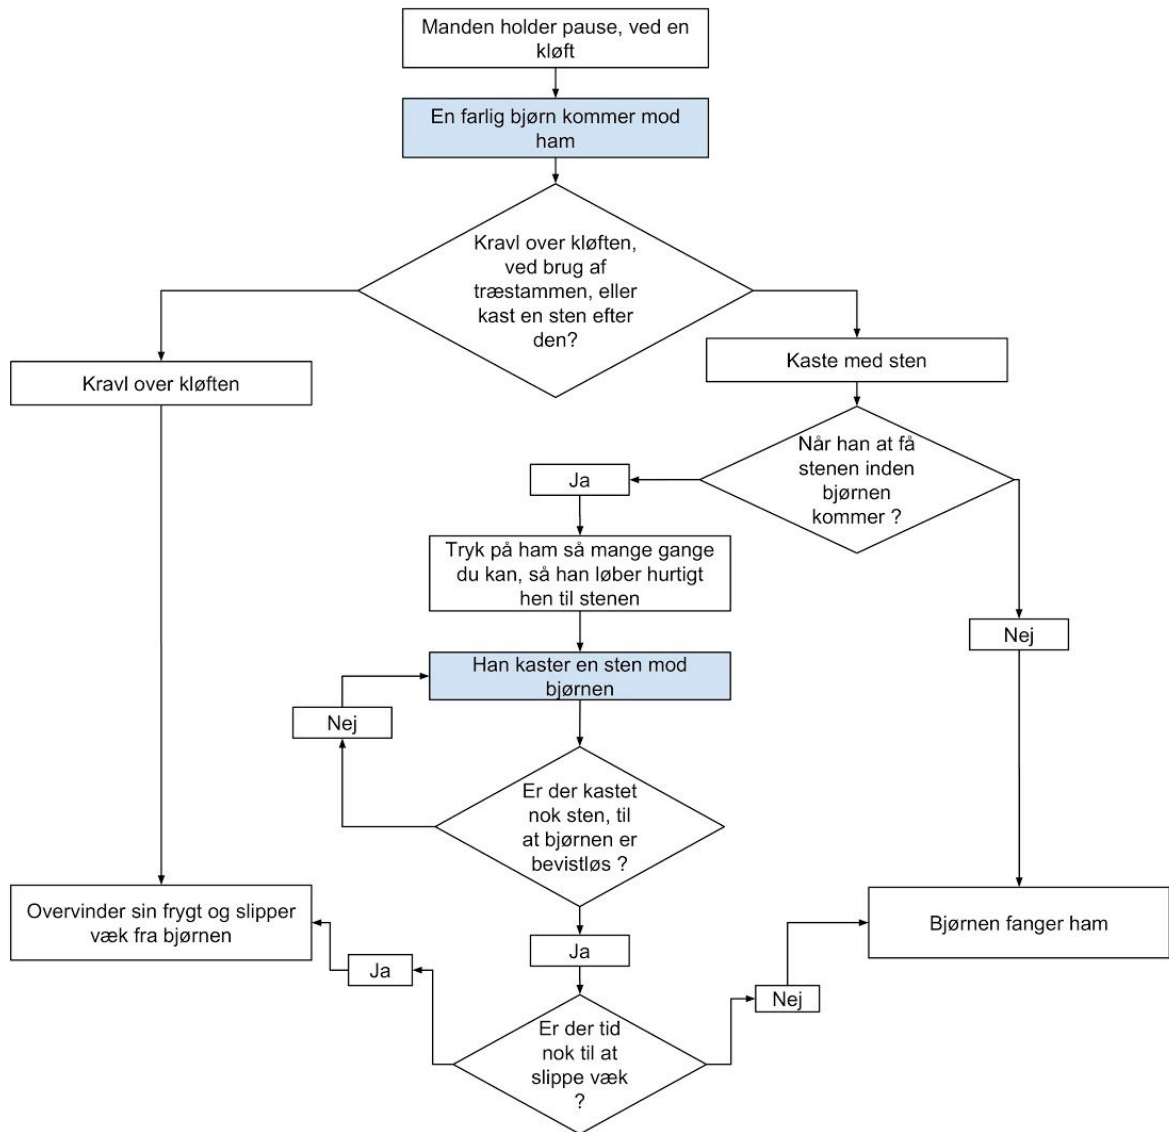 Manden holder pause, ved en
kløft
En farlig bjørn kommer mod
ham
Kravl over kløften,
ved brug af
træstammen, eller
kast en sten efter
den?
Kravl over kløften
Kaste med sten
Når han at få
stenen inden
bjørnen
kommer ?
Ja
Tryk på ham så mange gange
du kan, så han løber hurtigt
hen til stenen
Nej
Han kaster en sten mod
bjørnen
Nej
Er der kastet
nok sten, til
at bjørnen er
bevistløs ?
Overvinder sin frygt og slipper
væk fra bjørnen
Bjørnen fanger ham
Ja
Ja
Nej
Er der tid
nok til at
slippe væk
?